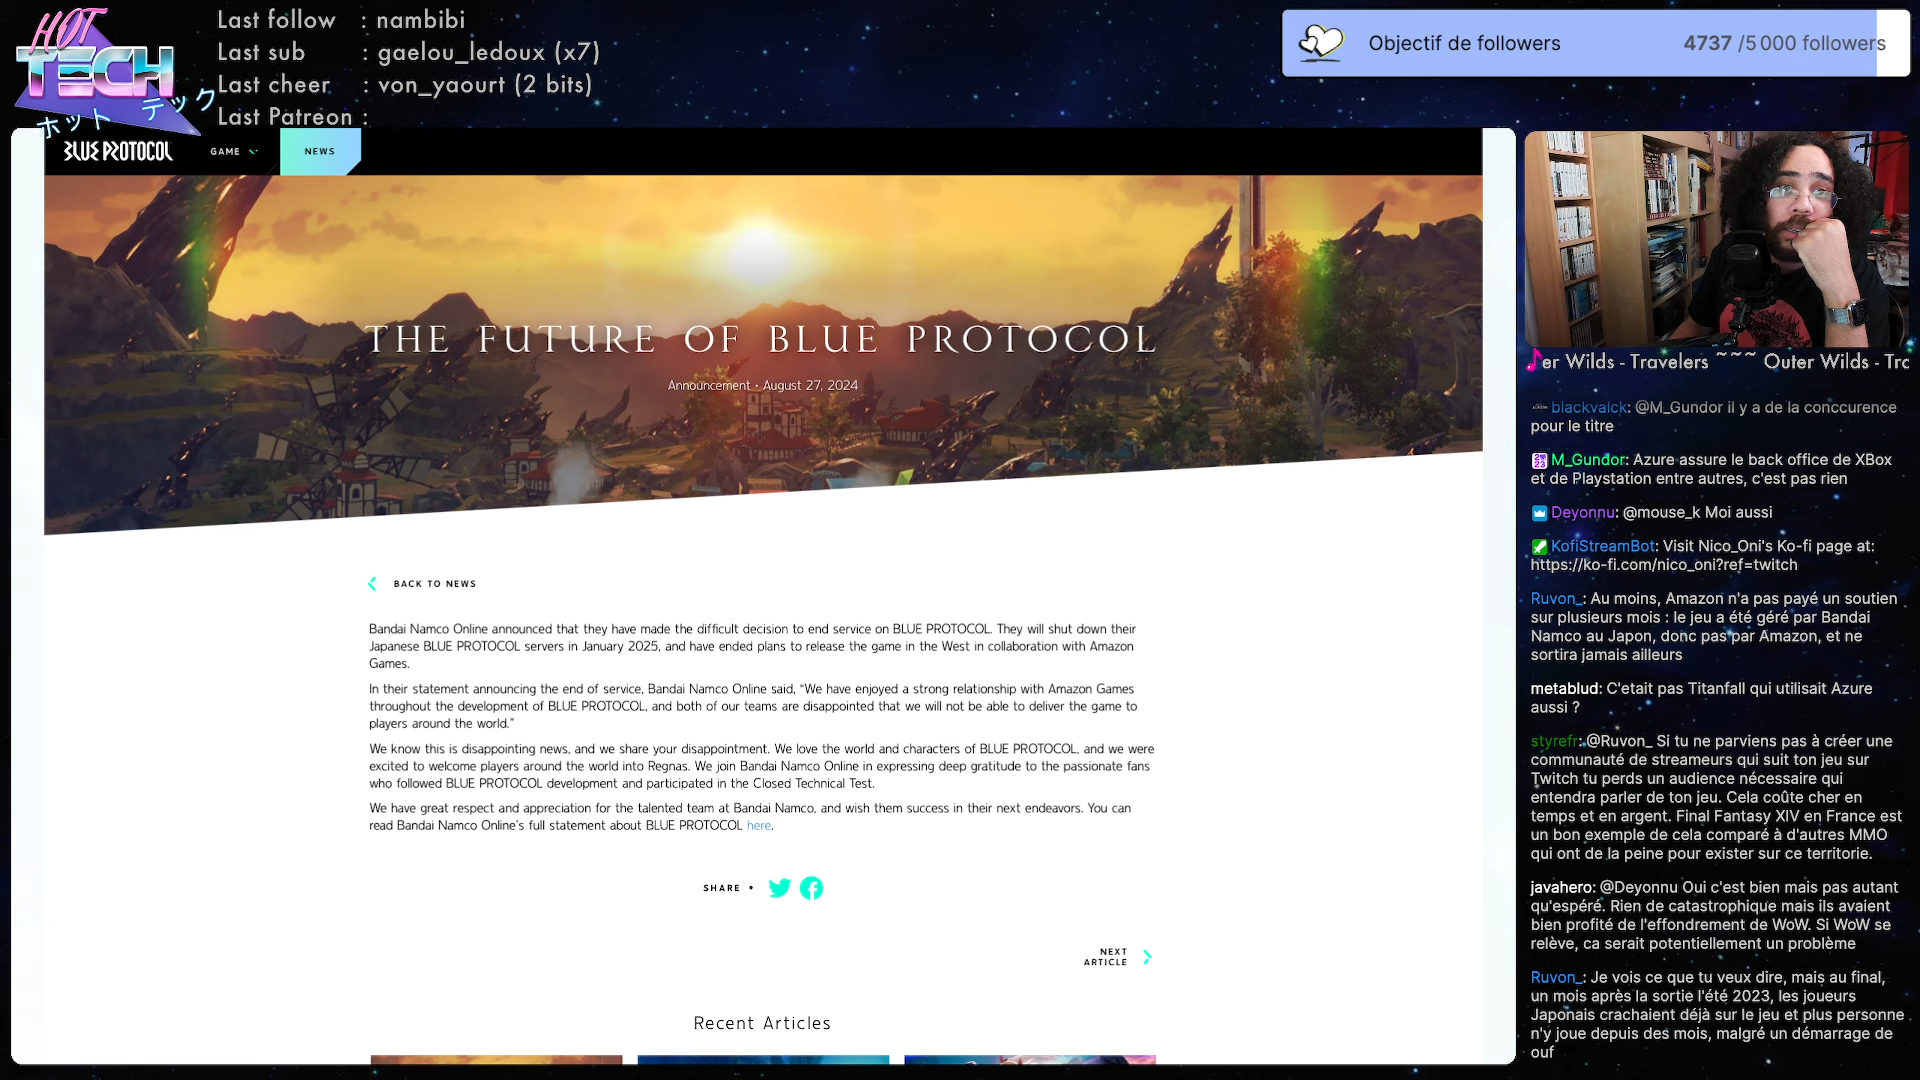 HOT
TECH
ホット テック
Last follow : nambibi
Last sub : gaelou_ledoux (x7)
Last cheer : von_yaourt (2 bits)
Last Patreon :
Objectif de followers 4737 /5 000 followers
BLUE PROTOCOL GAME NEWS
THE FUTURE OF BLUE PROTOCOL
Announcement • August 27, 2024
BACK TO NEWS
Bandai Namco Online announced that they have made the difficult decision to end service on BLUE PROTOCOL. They will shut down their
Japanese BLUE PROTOCOL servers in January 2025, and have ended plans to release the game in the West in collaboration with Amazon
Games.
In their statement announcing the end of service, Bandai Namco Online said, “We have enjoyed a strong relationship with Amazon Games
throughout the development of BLUE PROTOCOL, and both of our teams are disappointed that we will not be able to deliver the game to
players around the world.”
We know this is disappointing news, and we share your disappointment. We love the world and characters of BLUE PROTOCOL, and we were
excited to welcome players around the world into Regnas. We join Bandai Namco Online in expressing deep gratitude to the passionate fans
who followed BLUE PROTOCOL development and participated in the Closed Technical Test.
We have great respect and appreciation for the talented team at Bandai Namco, and wish them success in their next endeavors. You can
read Bandai Namco Online's full statement about BLUE PROTOCOL here.
SHARE •
NEXT
ARTICLE
Recent Articles
er Wilds - Travelers ~~~ Outer Wilds - Tra
blackvalck: @M_Gundor il y a de la conccurence
pour le titre
M_Gundor: Azure assure le back office de XBox
et de Playstation entre autres, c'est pas rien
Deyonnu: @mouse_k Moi aussi
KofiStreamBot: Visit Nico_Oni's Ko-fi page at:
https://ko-fi.com/nico_oni?ref=twitch
Ruvon_: Au moins, Amazon n'a pas payé un soutien
sur plusieurs mois : le jeu a été géré par Bandai
Namco au Japon, donc pas par Amazon, et ne
sortira jamais ailleurs
metablud: C'etait pas Titanfall qui utilisait Azure
aussi ?
styrefr: @Ruvon_ Si tu ne parviens pas à créer une
communauté de streameurs qui suit ton jeu sur
Twitch tu perds un audience nécessaire qui
entendra parler de ton jeu. Cela coûte cher en
temps et en argent. Final Fantasy XIV en France est
un bon exemple de cela comparé à d'autres MMO
qui ont de la peine pour exister sur ce territorie.
javahero: @Deyonnu Oui c'est bien mais pas autant
qu'espéré. Rien de catastrophique mais ils avaient
bien profité de l'effondrement de WoW. Si WoW se
relève, ca serait potentiellement un problème
Ruvon_: Je vois ce que tu veux dire, mais au final,
un mois après la sortie l'été 2023, les joueurs
Japonais crachaient déjà sur le jeu et plus personne
n'y joue depuis des mois, malgré un démarrage de
ouf